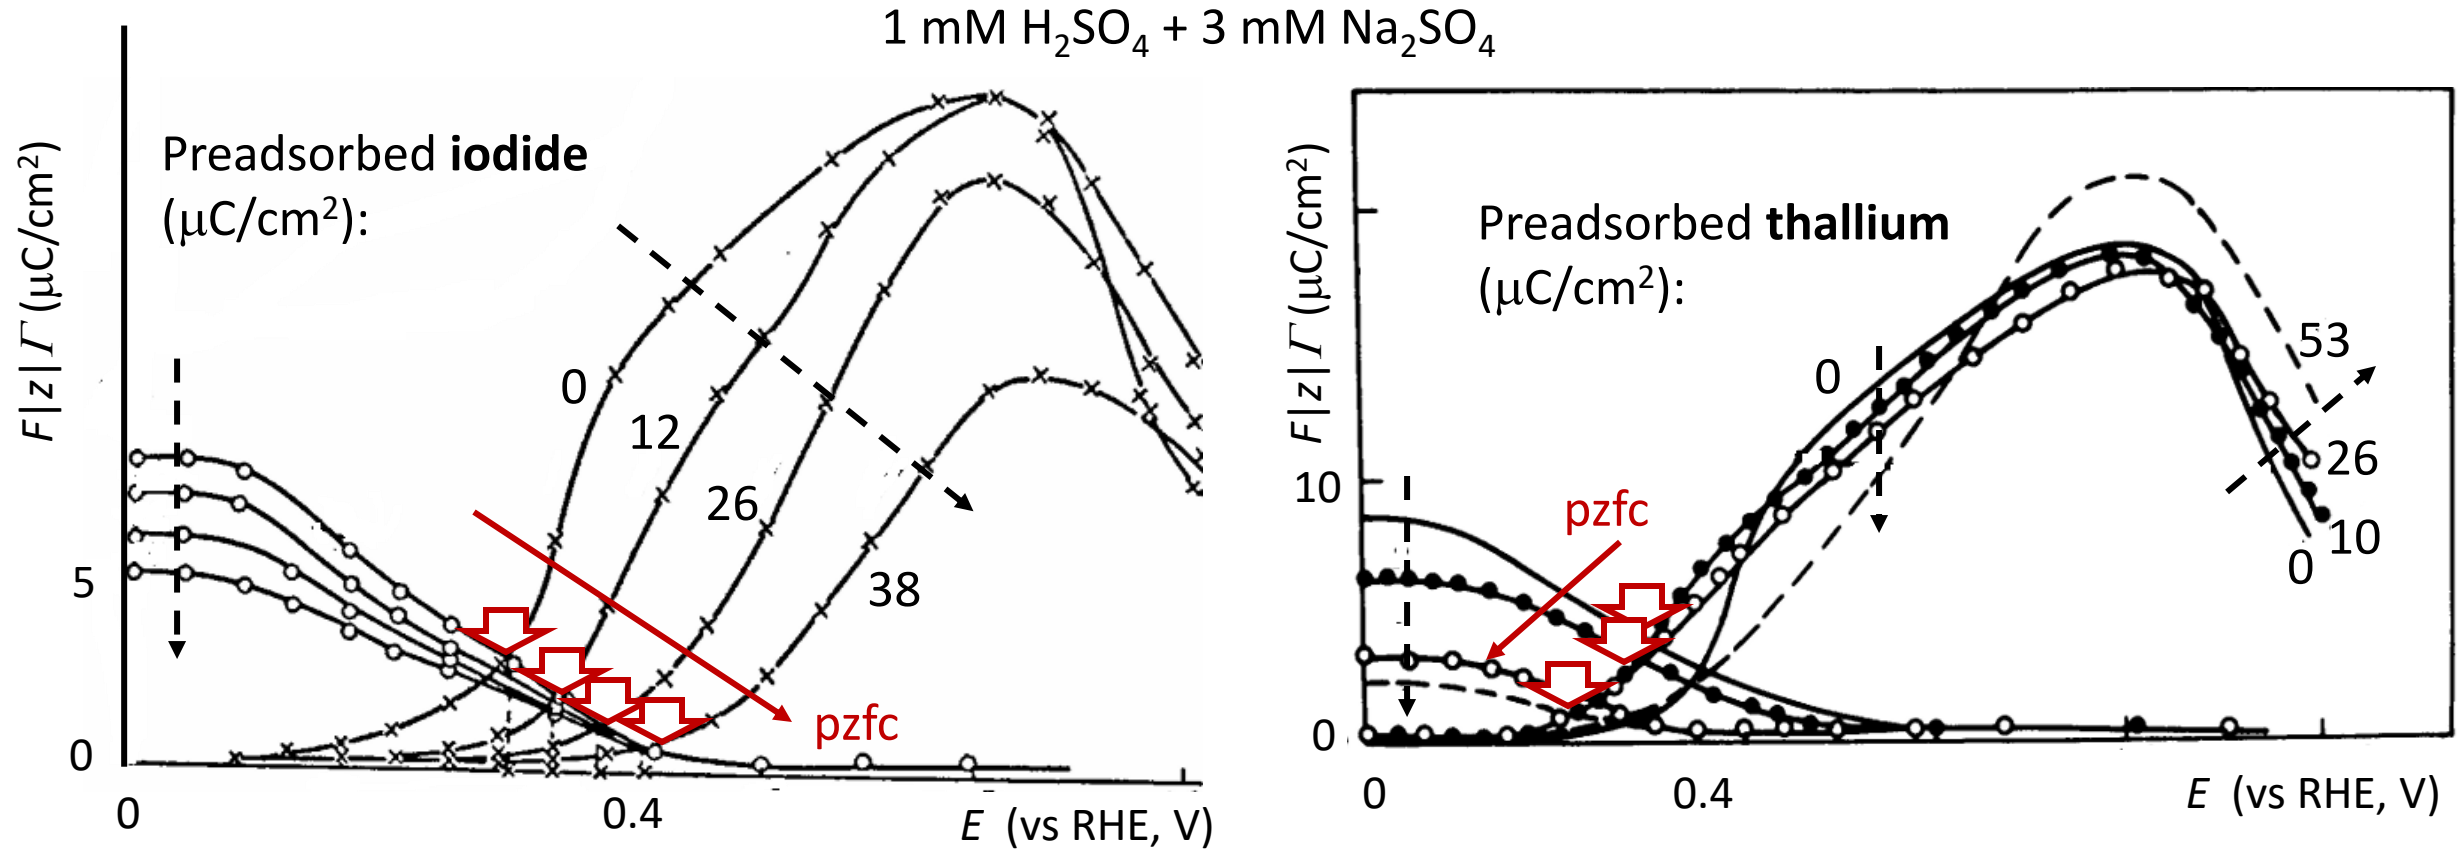 1 mM H₂SO₄ + 3 mM Na₂SO₄
F|z|Γ (μC/cm²)
Preadsorbed iodide
(μC/cm²):
0
12
26
38
pzfc
5
0
0
0.4
E (vs RHE, V)
F|z|Γ (μC/cm²)
Preadsorbed thallium
(μC/cm²):
0
53
26
10
0
pzfc
10
0
0
0.4
E (vs RHE, V)